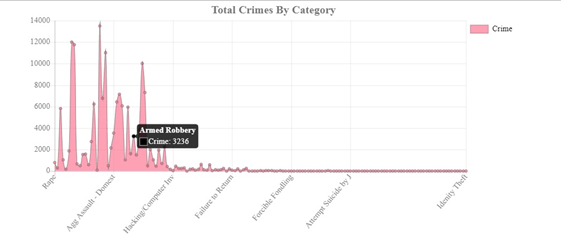 Total Crimes By Category
Crime
14000
12000
10000
8000
6000
4000
2000
0
Armed Robbery
Crime: 3236
Rape
Agg Assault - Domest
Hacking/Computer Inv
Failure to Return
Forcible Fondling
Attempt Suicide by J
Identity Theft